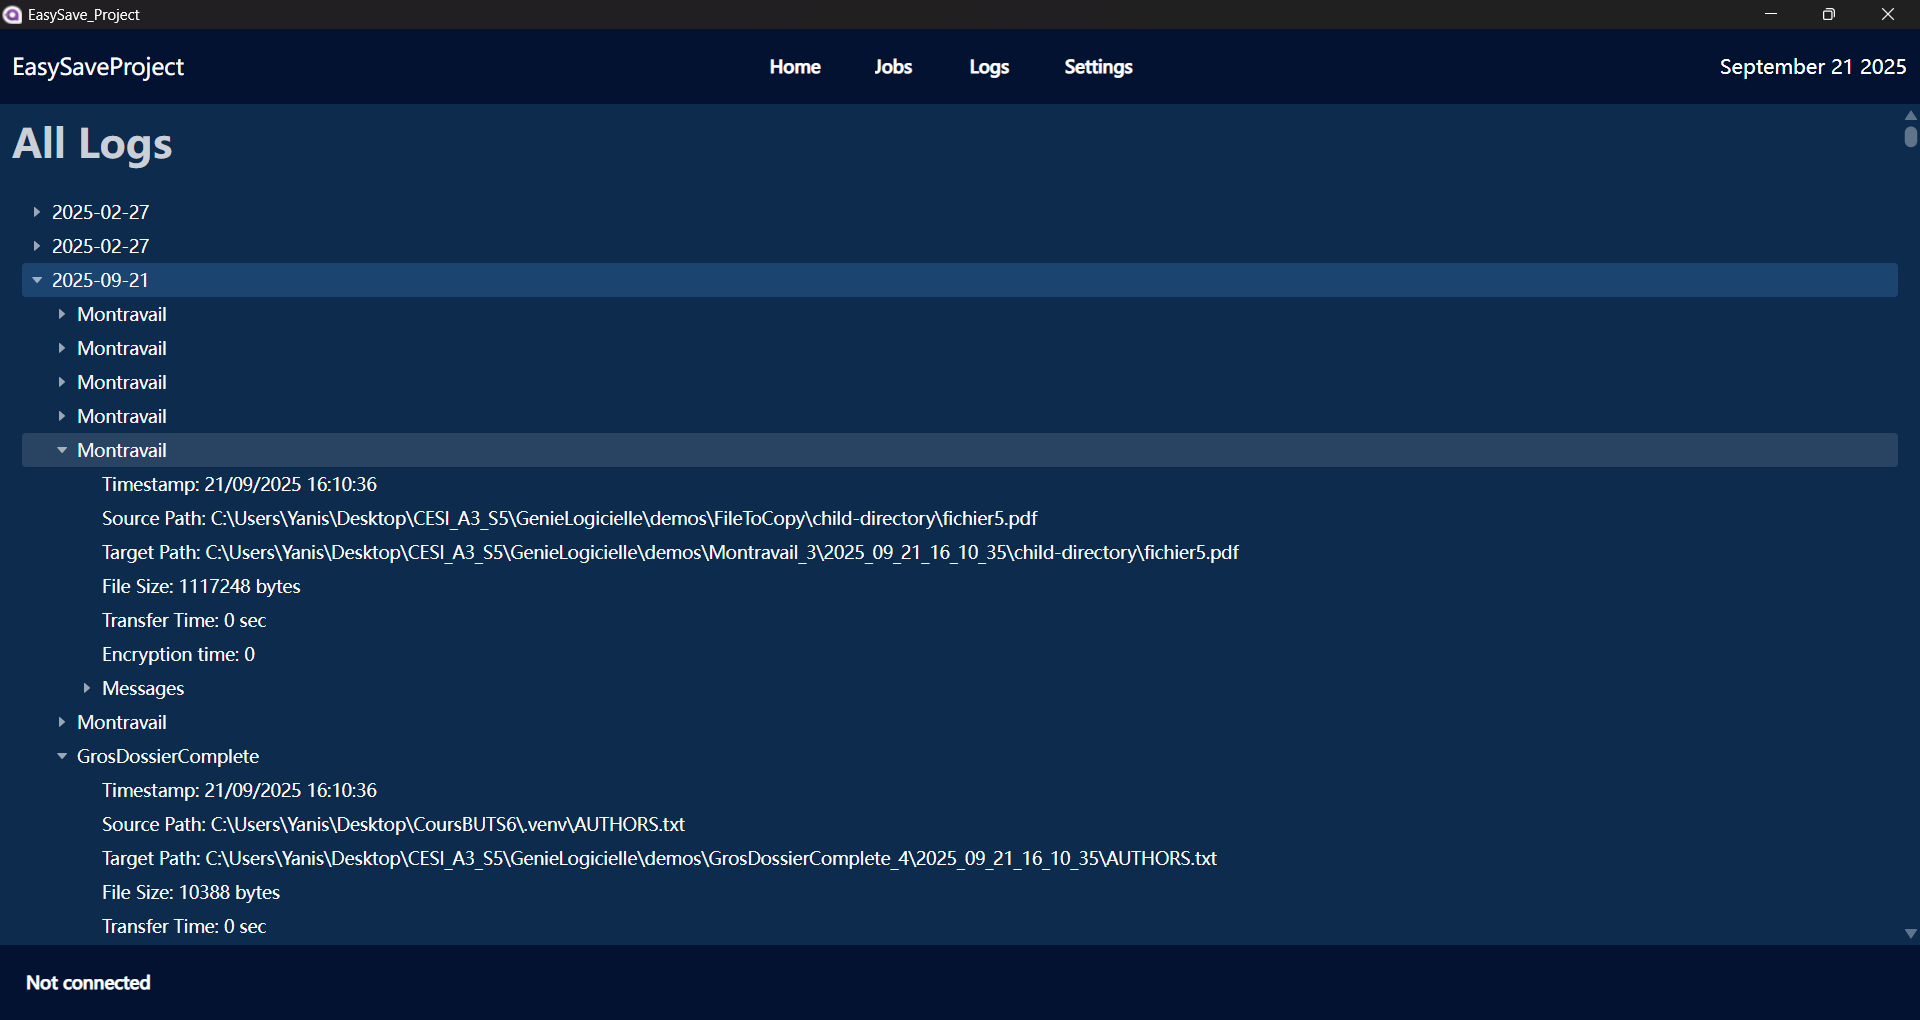 EasySave_Project
EasySaveProject Home Jobs Logs Settings September 21 2025
All Logs
2025-02-27
2025-02-27
2025-09-21
Montravail
Montravail
Montravail
Montravail
Montravail
Timestamp: 21/09/2025 16:10:36
Source Path: C:\Users\Yanis\Desktop\CESI_A3_S5\GenieLogicielle\demos\FileToCopy\child-directory\fichier5.pdf
Target Path: C:\Users\Yanis\Desktop\CESI_A3_S5\GenieLogicielle\demos\Montravail_3\2025_09_21_16_10_35\child-directory\fichier5.pdf
File Size: 1117248 bytes
Transfer Time: 0 sec
Encryption time: 0
Messages
Montravail
GrosDossierComplete
Timestamp: 21/09/2025 16:10:36
Source Path: C:\Users\Yanis\Desktop\CoursBUTS6\.venv\AUTHORS.txt
Target Path: C:\Users\Yanis\Desktop\CESI_A3_S5\GenieLogicielle\demos\GrosDossierComplete_4\2025_09_21_16_10_35\AUTHORS.txt
File Size: 10388 bytes
Transfer Time: 0 sec
Not connected